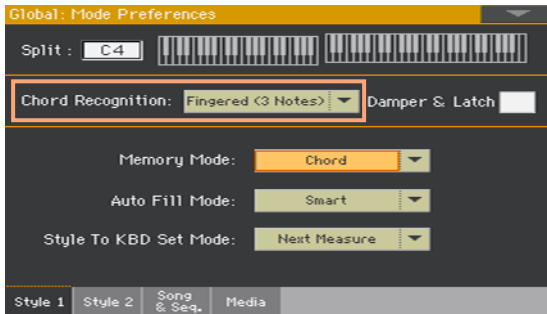 Global: Mode Preferences
Split : C4
Chord Recognition: Fingered (3 Notes) Damper & Latch
Memory Mode: Chord
Auto Fill Mode: Smart
Style To KBD Set Mode: Next Measure
Style 1 Style 2 Song & Seq. Media